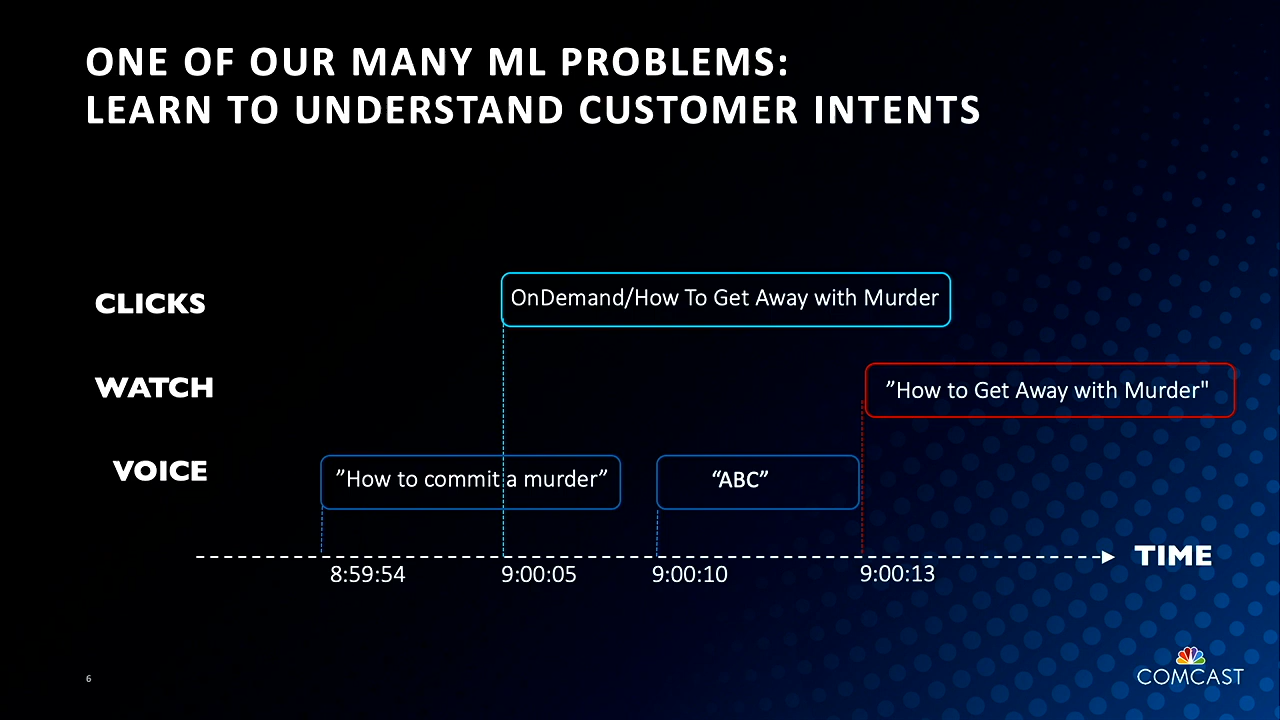 ONE OF OUR MANY ML PROBLEMS:
LEARN TO UNDERSTAND CUSTOMER INTENTS
CLICKS
OnDemand/How To Get Away with Murder
WATCH
”How to Get Away with Murder"
VOICE
”How to commit a murder”
“ABC”
TIME
8:59:54
9:00:05
9:00:10
9:00:13
6
COMCAST